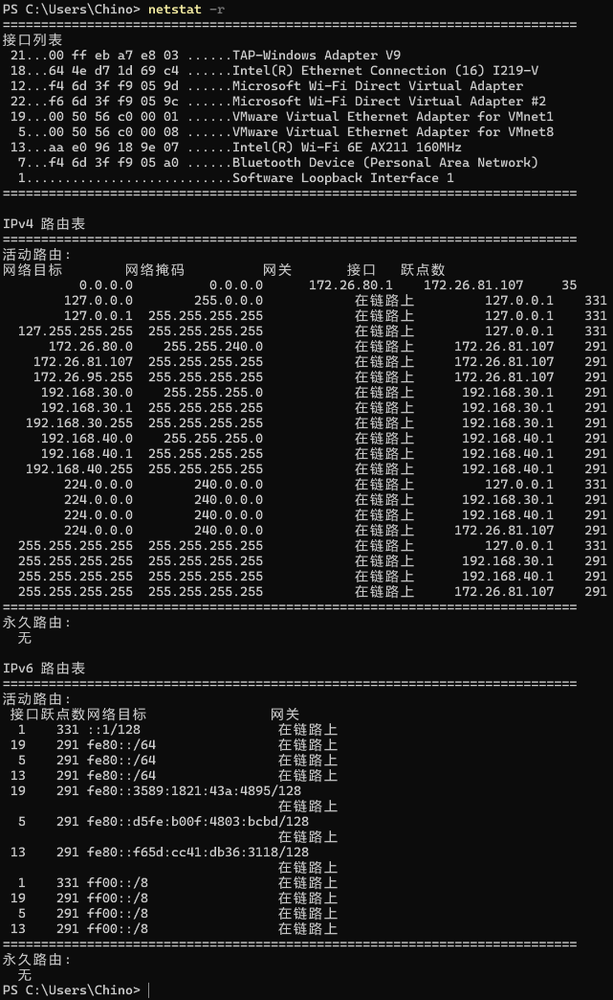 PS C:\Users\Chino> netstat -r
===========================================================================
接口列表
 21...00 ff eb a7 e8 03 ......TAP-Windows Adapter V9
 18...64 4e d7 1d 69 c4 ......Intel(R) Ethernet Connection (16) I219-V
 12...f4 6d 3f f9 05 9d ......Microsoft Wi-Fi Direct Virtual Adapter
 22...f6 6d 3f f9 05 9c ......Microsoft Wi-Fi Direct Virtual Adapter #2
 19...00 50 56 c0 00 01 ......VMware Virtual Ethernet Adapter for VMnet1
  5...00 50 56 c0 00 08 ......VMware Virtual Ethernet Adapter for VMnet8
 13...aa e0 96 18 9e 07 ......Intel(R) Wi-Fi 6E AX211 160MHz
  7...f4 6d 3f f9 05 a0 ......Bluetooth Device (Personal Area Network)
  1...........................Software Loopback Interface 1
===========================================================================
IPv4 路由表
===========================================================================
活动路由:
网络目标 网络掩码 网关 接口 跃点数
0.0.0.0 0.0.0.0 172.26.80.1 172.26.81.107 35
127.0.0.0 255.0.0.0 在链路上 127.0.0.1 331
127.0.0.1 255.255.255.255 在链路上 127.0.0.1 331
127.255.255.255 255.255.255.255 在链路上 127.0.0.1 331
172.26.80.0 255.255.240.0 在链路上 172.26.81.107 291
172.26.81.107 255.255.255.255 在链路上 172.26.81.107 291
172.26.95.255 255.255.255.255 在链路上 172.26.81.107 291
192.168.30.0 255.255.255.0 在链路上 192.168.30.1 291
192.168.30.1 255.255.255.255 在链路上 192.168.30.1 291
192.168.30.255 255.255.255.255 在链路上 192.168.30.1 291
192.168.40.0 255.255.255.0 在链路上 192.168.40.1 291
192.168.40.1 255.255.255.255 在链路上 192.168.40.1 291
192.168.40.255 255.255.255.255 在链路上 192.168.40.1 291
224.0.0.0 240.0.0.0 在链路上 127.0.0.1 331
224.0.0.0 240.0.0.0 在链路上 192.168.30.1 291
224.0.0.0 240.0.0.0 在链路上 192.168.40.1 291
224.0.0.0 240.0.0.0 在链路上 172.26.81.107 291
255.255.255.255 255.255.255.255 在链路上 127.0.0.1 331
255.255.255.255 255.255.255.255 在链路上 192.168.30.1 291
255.255.255.255 255.255.255.255 在链路上 192.168.40.1 291
255.255.255.255 255.255.255.255 在链路上 172.26.81.107 291
===========================================================================
永久路由:
  无
IPv6 路由表
===========================================================================
活动路由:
 接口跃点数网络目标 网关
1 331 ::1/128 在链路上
19 291 fe80::/64 在链路上
5 291 fe80::/64 在链路上
13 291 fe80::/64 在链路上
19 291 fe80::3589:1821:43a:4895/128
在链路上
5 291 fe80::d5fe:b00f:4803:bcbd/128
在链路上
13 291 fe80::f65d:cc41:db36:3118/128
在链路上
1 331 ff00::/8 在链路上
19 291 ff00::/8 在链路上
5 291 ff00::/8 在链路上
13 291 ff00::/8 在链路上
===========================================================================
永久路由:
  无
PS C:\Users\Chino>